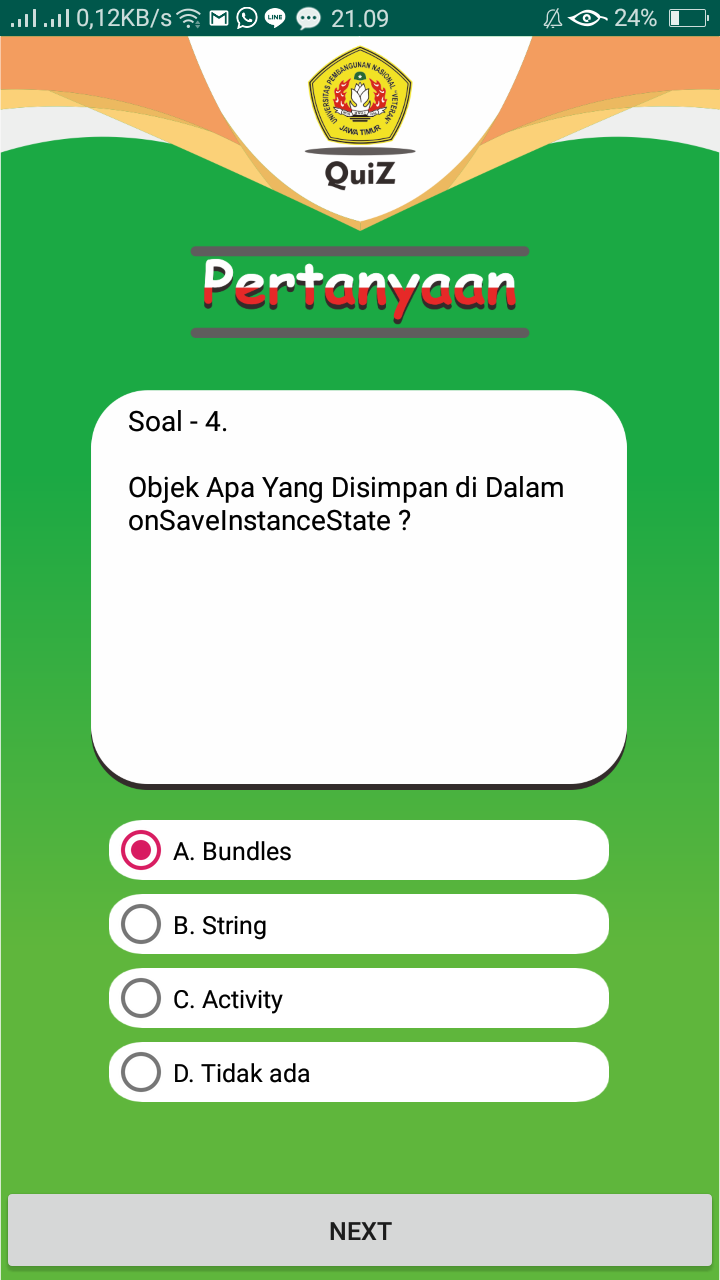 0,12KB/s LINE 21.09 24%
UNIVERSITAS PEMBANGUNAN NASIONAL "VETERAN"
JAWA TIMUR
QuiZ
Pertanyaan
Soal - 4.
Objek Apa Yang Disimpan di Dalam
onSaveInstanceState ?
A. Bundles
B. String
C. Activity
D. Tidak ada
NEXT